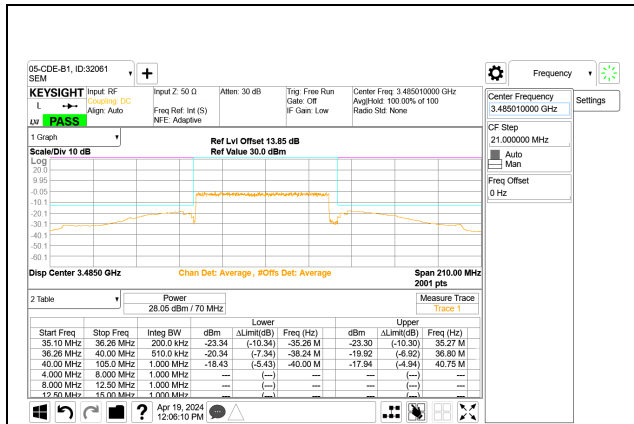 05-CDE-B1, ID:32061
SEM
Frequency
KEYSIGHT
L
LXI PASS
Input: RF
Coupling: DC
Align: Auto
Input Z: 50 Ω
Freq Ref: Int (S)
NFE: Adaptive
Atten: 30 dB
Trig: Free Run
Gate: Off
IF Gain: Low
Center Freq: 3.485010000 GHz
Avg|Hold: 100.00% of 100
Radio Std: None
Center Frequency
3.485010000 GHz
Settings
CF Step
21.000000 MHz
Auto
Man
Freq Offset
0 Hz
1 Graph
Scale/Div 10 dB
Ref Lvl Offset 13.85 dB
Ref Value 30.0 dBm
Log
20.0
9.95
-0.05
-10.1
-20.1
-30.1
-40.1
-50.1
-60.1
Disp Center 3.4850 GHz
Chan Det: Average, #Offs Det: Average
Span 210.00 MHz
2001 pts
2 Table
Power
28.05 dBm / 70 MHz
Measure Trace
Trace 1
Lower Upper
Start Freq Stop Freq Integ BW dBm ΔLimit(dB) Freq (Hz) dBm ΔLimit(dB) Freq (Hz)
35.10 MHz 36.26 MHz 200.0 kHz -23.34 (-10.34) -35.26 M -23.30 (-10.30) 35.27 M
36.26 MHz 40.00 MHz 510.0 kHz -20.34 (-7.34) -38.24 M -19.92 (-6.92) 36.80 M
40.00 MHz 105.0 MHz 1.000 MHz -18.43 (-5.43) -40.00 M -17.94 (-4.94) 40.75 M
4.000 MHz 8.000 MHz 1.000 MHz --- (---) --- (---)
8.000 MHz 12.50 MHz 1.000 MHz --- (---) --- (---)
12.50 MHz 15.00 MHz 1.000 MHz --- (---) --- (---)
Apr 19, 2024
12:06:10 PM